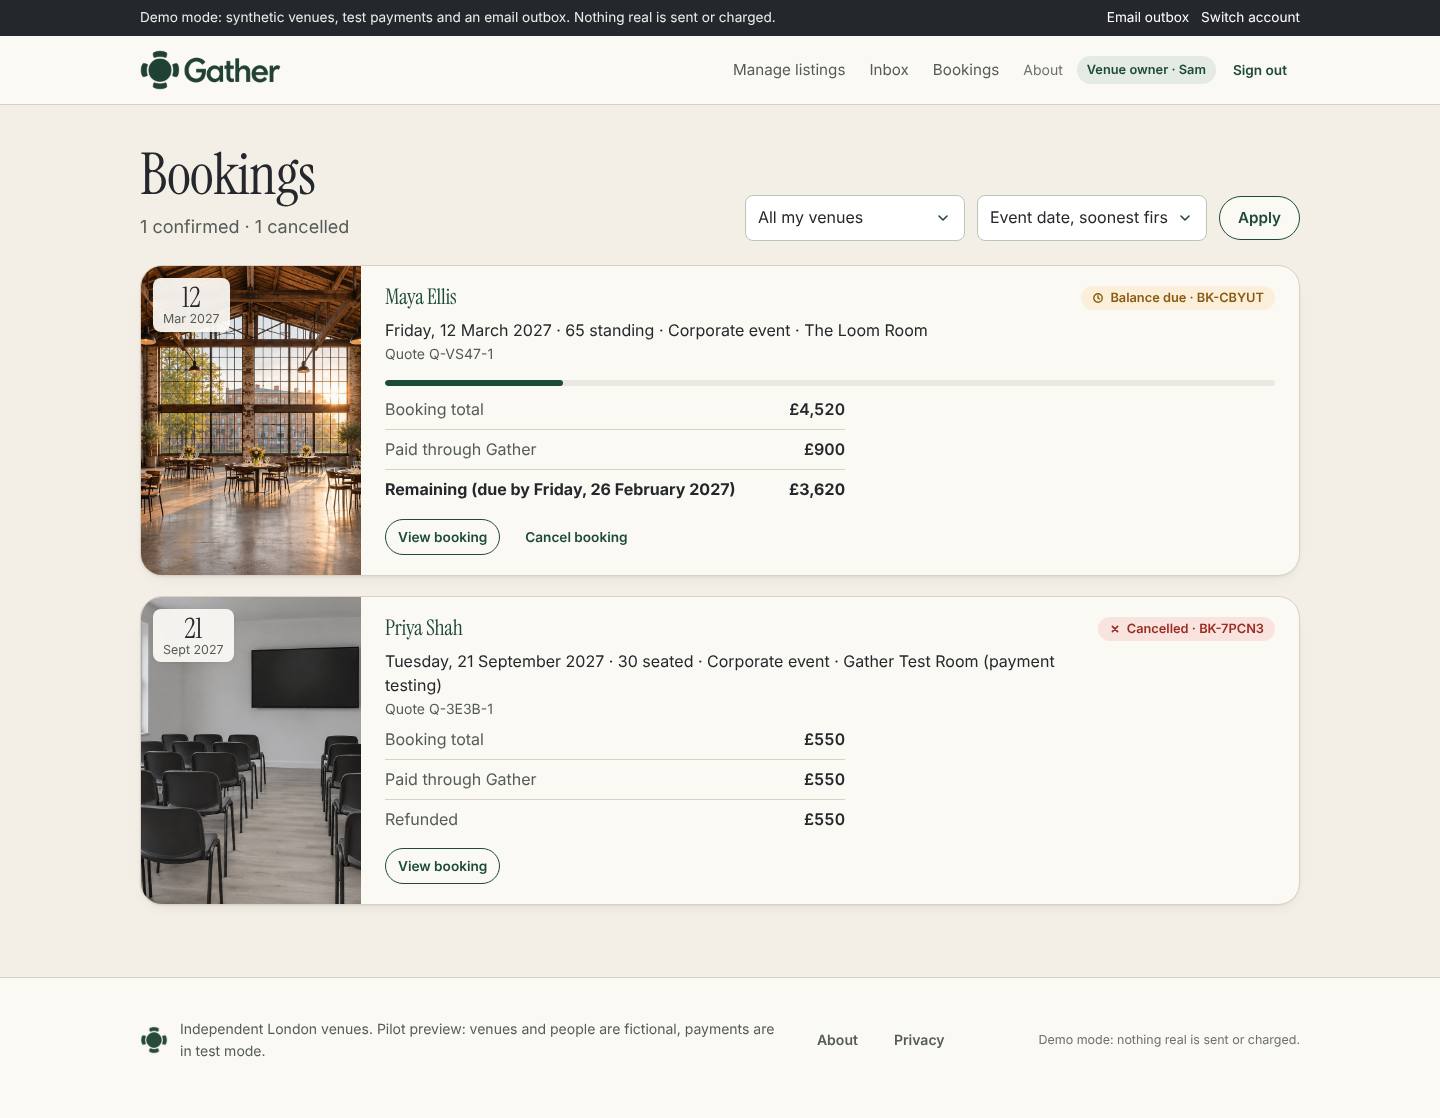 Demo mode: synthetic venues, test payments and an email outbox. Nothing real is sent or charged.
Email outbox Switch account
Gather
Manage listings Inbox Bookings About Venue owner · Sam Sign out
Bookings
1 confirmed · 1 cancelled
All my venues
Event date, soonest firs
Apply
12
Mar 2027
Maya Ellis
Balance due · BK-CBYUT
Friday, 12 March 2027 · 65 standing · Corporate event · The Loom Room
Quote Q-VS47-1
Booking total £4,520
Paid through Gather £900
Remaining (due by Friday, 26 February 2027) £3,620
View booking Cancel booking
21
Sept 2027
Priya Shah
Cancelled · BK-7PCN3
Tuesday, 21 September 2027 · 30 seated · Corporate event · Gather Test Room (payment
testing)
Quote Q-3E3B-1
Booking total £550
Paid through Gather £550
Refunded £550
View booking
Independent London venues. Pilot preview: venues and people are fictional, payments are
in test mode.
About Privacy
Demo mode: nothing real is sent or charged.